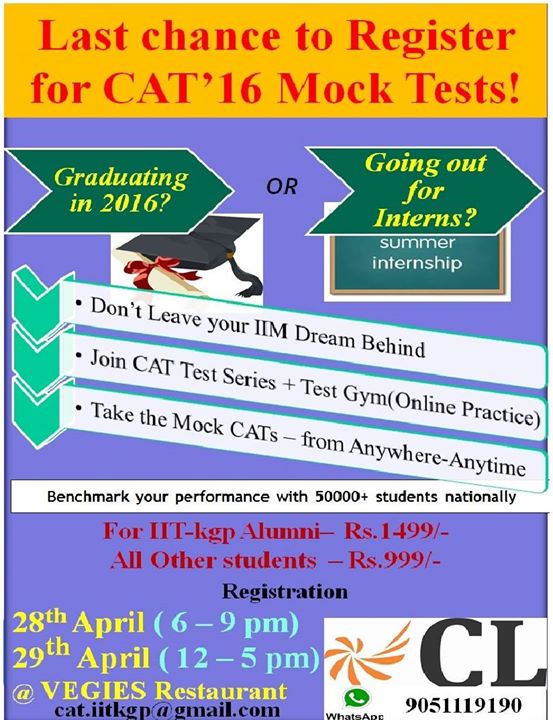 Last chance to Register
for CAT’16 Mock Tests!
Graduating
in 2016?
OR
Going out
for
Interns?
summer
internship
• Don’t Leave your IIM Dream Behind
• Join CAT Test Series + Test Gym(Online Practice)
• Take the Mock CATs – from Anywhere-Anytime
Benchmark your performance with 50000+ students nationally
For IIT-kgp Alumni– Rs.1499/-
All Other students – Rs.999/-
Registration
28th April ( 6 – 9 pm)
29th April ( 12 – 5 pm)
@ VEGIES Restaurant
cat.iitkgp@gmail.com
CL
WhatsApp
9051119190